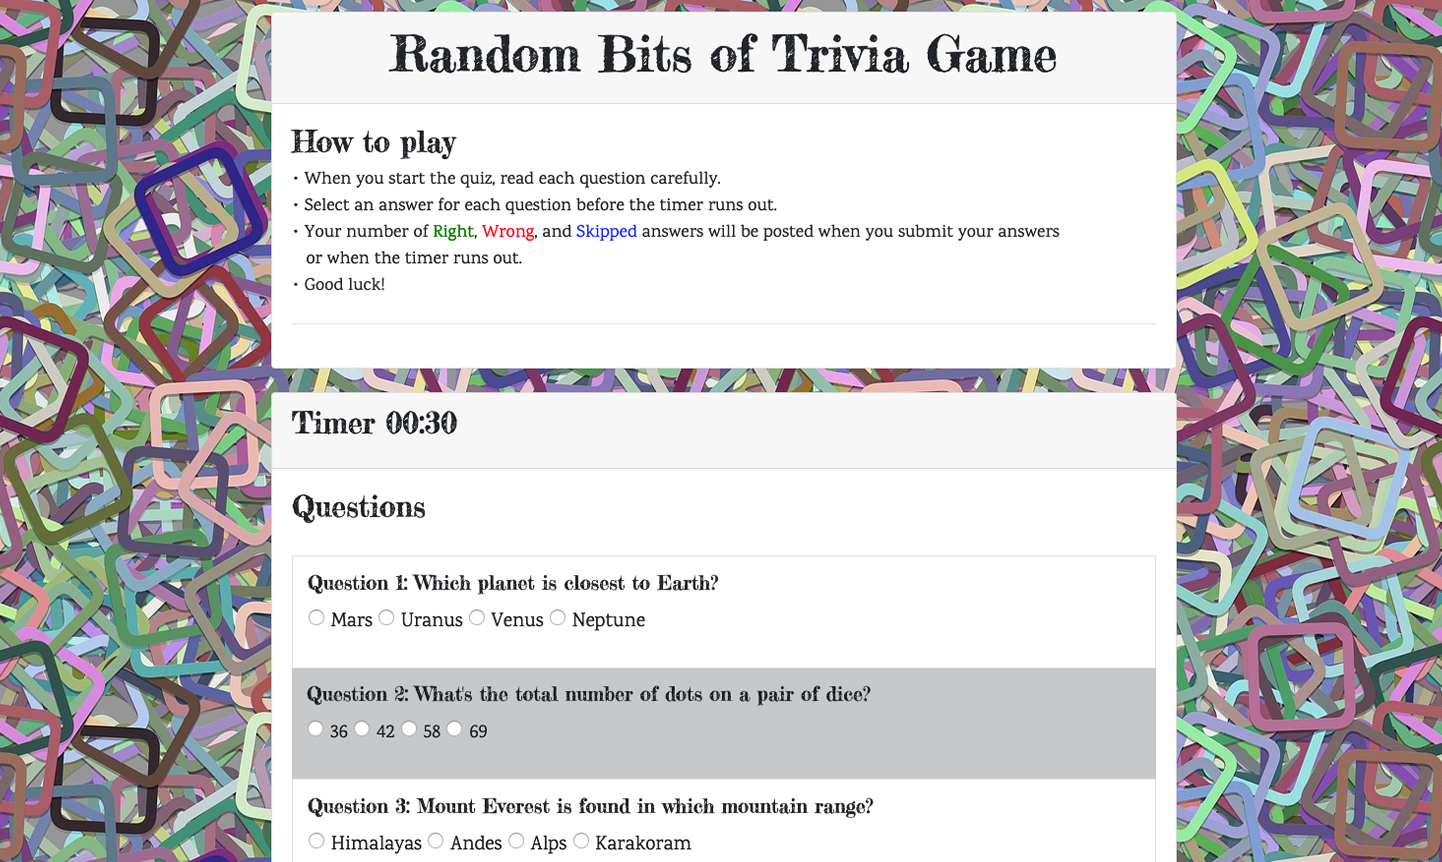 Random Bits of Trivia Game
How to play
• When you start the quiz, read each question carefully.
• Select an answer for each question before the timer runs out.
• Your number of Right, Wrong, and Skipped answers will be posted when you submit your answers
or when the timer runs out.
• Good luck!
Timer 00:30
Questions
Question 1: Which planet is closest to Earth?
Mars Uranus Venus Neptune
Question 2: What's the total number of dots on a pair of dice?
36 42 58 69
Question 3: Mount Everest is found in which mountain range?
Himalayas Andes Alps Karakoram